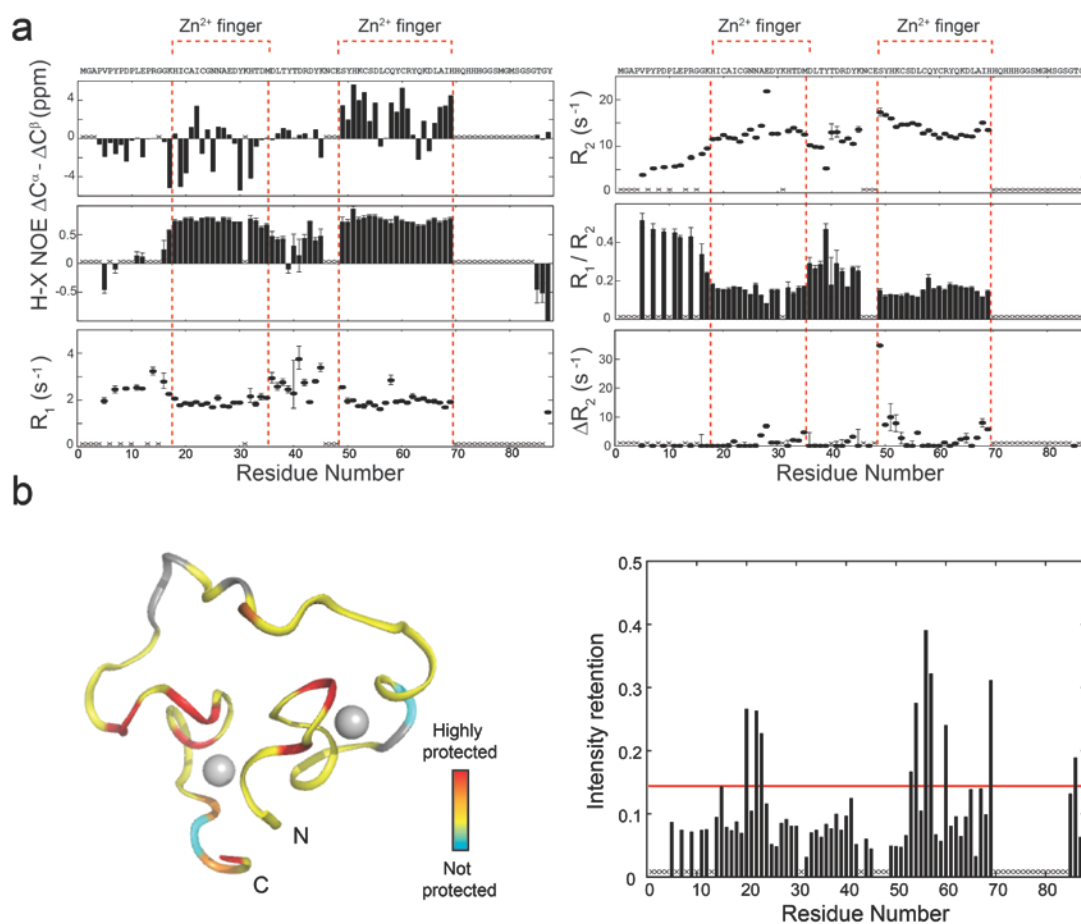 a
Zn²⁺ finger
Zn²⁺ finger
Zn²⁺ finger
Zn²⁺ finger
ΔCᵅ - ΔCᵝ (ppm)
4
0
-4
H-X NOE
0.5
0
-0.5
R₁ (s⁻¹)
4
2
0
0 10 20 30 40 50 60 70 80
Residue Number
R₂ (s⁻¹)
20
10
0
R₁ / R₂
0.4
0.2
0
ΔR₂ (s⁻¹)
30
20
10
0
0 10 20 30 40 50 60 70 80
Residue Number
b
N
C
Highly
protected
Not
protected
Intensity retention
0.5
0.4
0.3
0.2
0.1
0
0 10 20 30 40 50 60 70 80
Residue Number